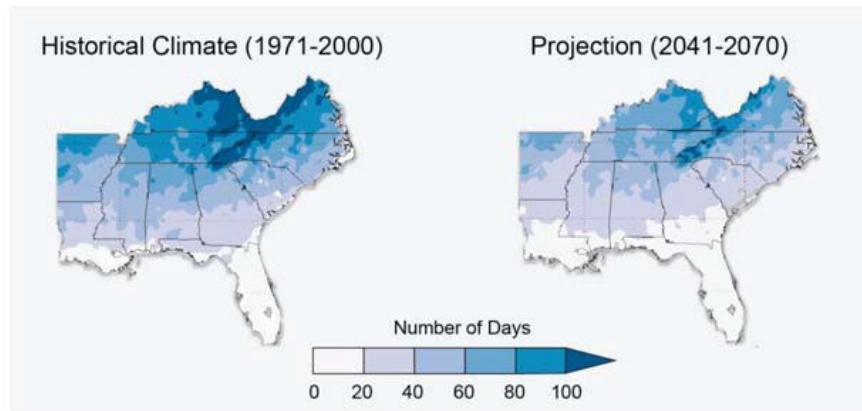 Historical Climate (1971-2000)
Projection (2041-2070)
Number of Days
0 20 40 60 80 100